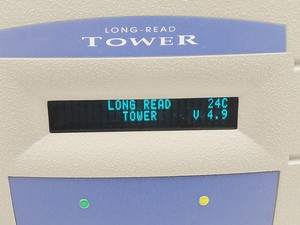 LONG-READ
TOWER
LONG READ 24C
TOWER V 4.9